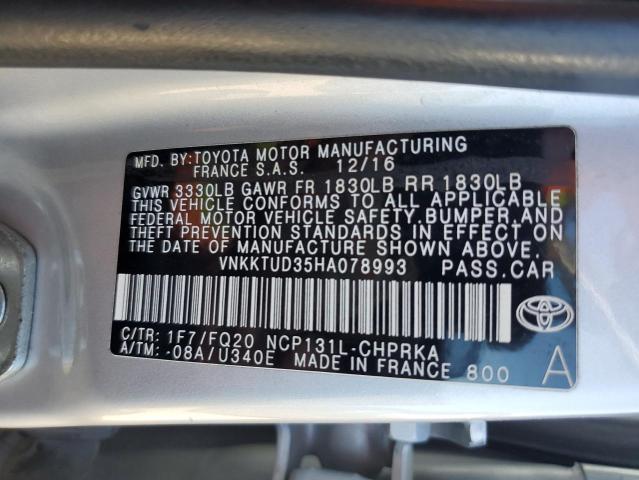 MFD. BY:TOYOTA MOTOR MANUFACTURING
FRANCE S.A.S. 12/16
GVWR 3330LB GAWR FR 1830LB RR 1830LB
THIS VEHICLE CONFORMS TO ALL APPLICABLE
FEDERAL MOTOR VEHICLE SAFETY, BUMPER, AND
THEFT PREVENTION STANDARDS IN EFFECT ON
THE DATE OF MANUFACTURE SHOWN ABOVE.
VNKKTUD35HA078993 PASS.CAR
C/TR: 1F7/FQ20 NCP131L-CHPRKA
A/TM: -08A/U340E MADE IN FRANCE 800
A